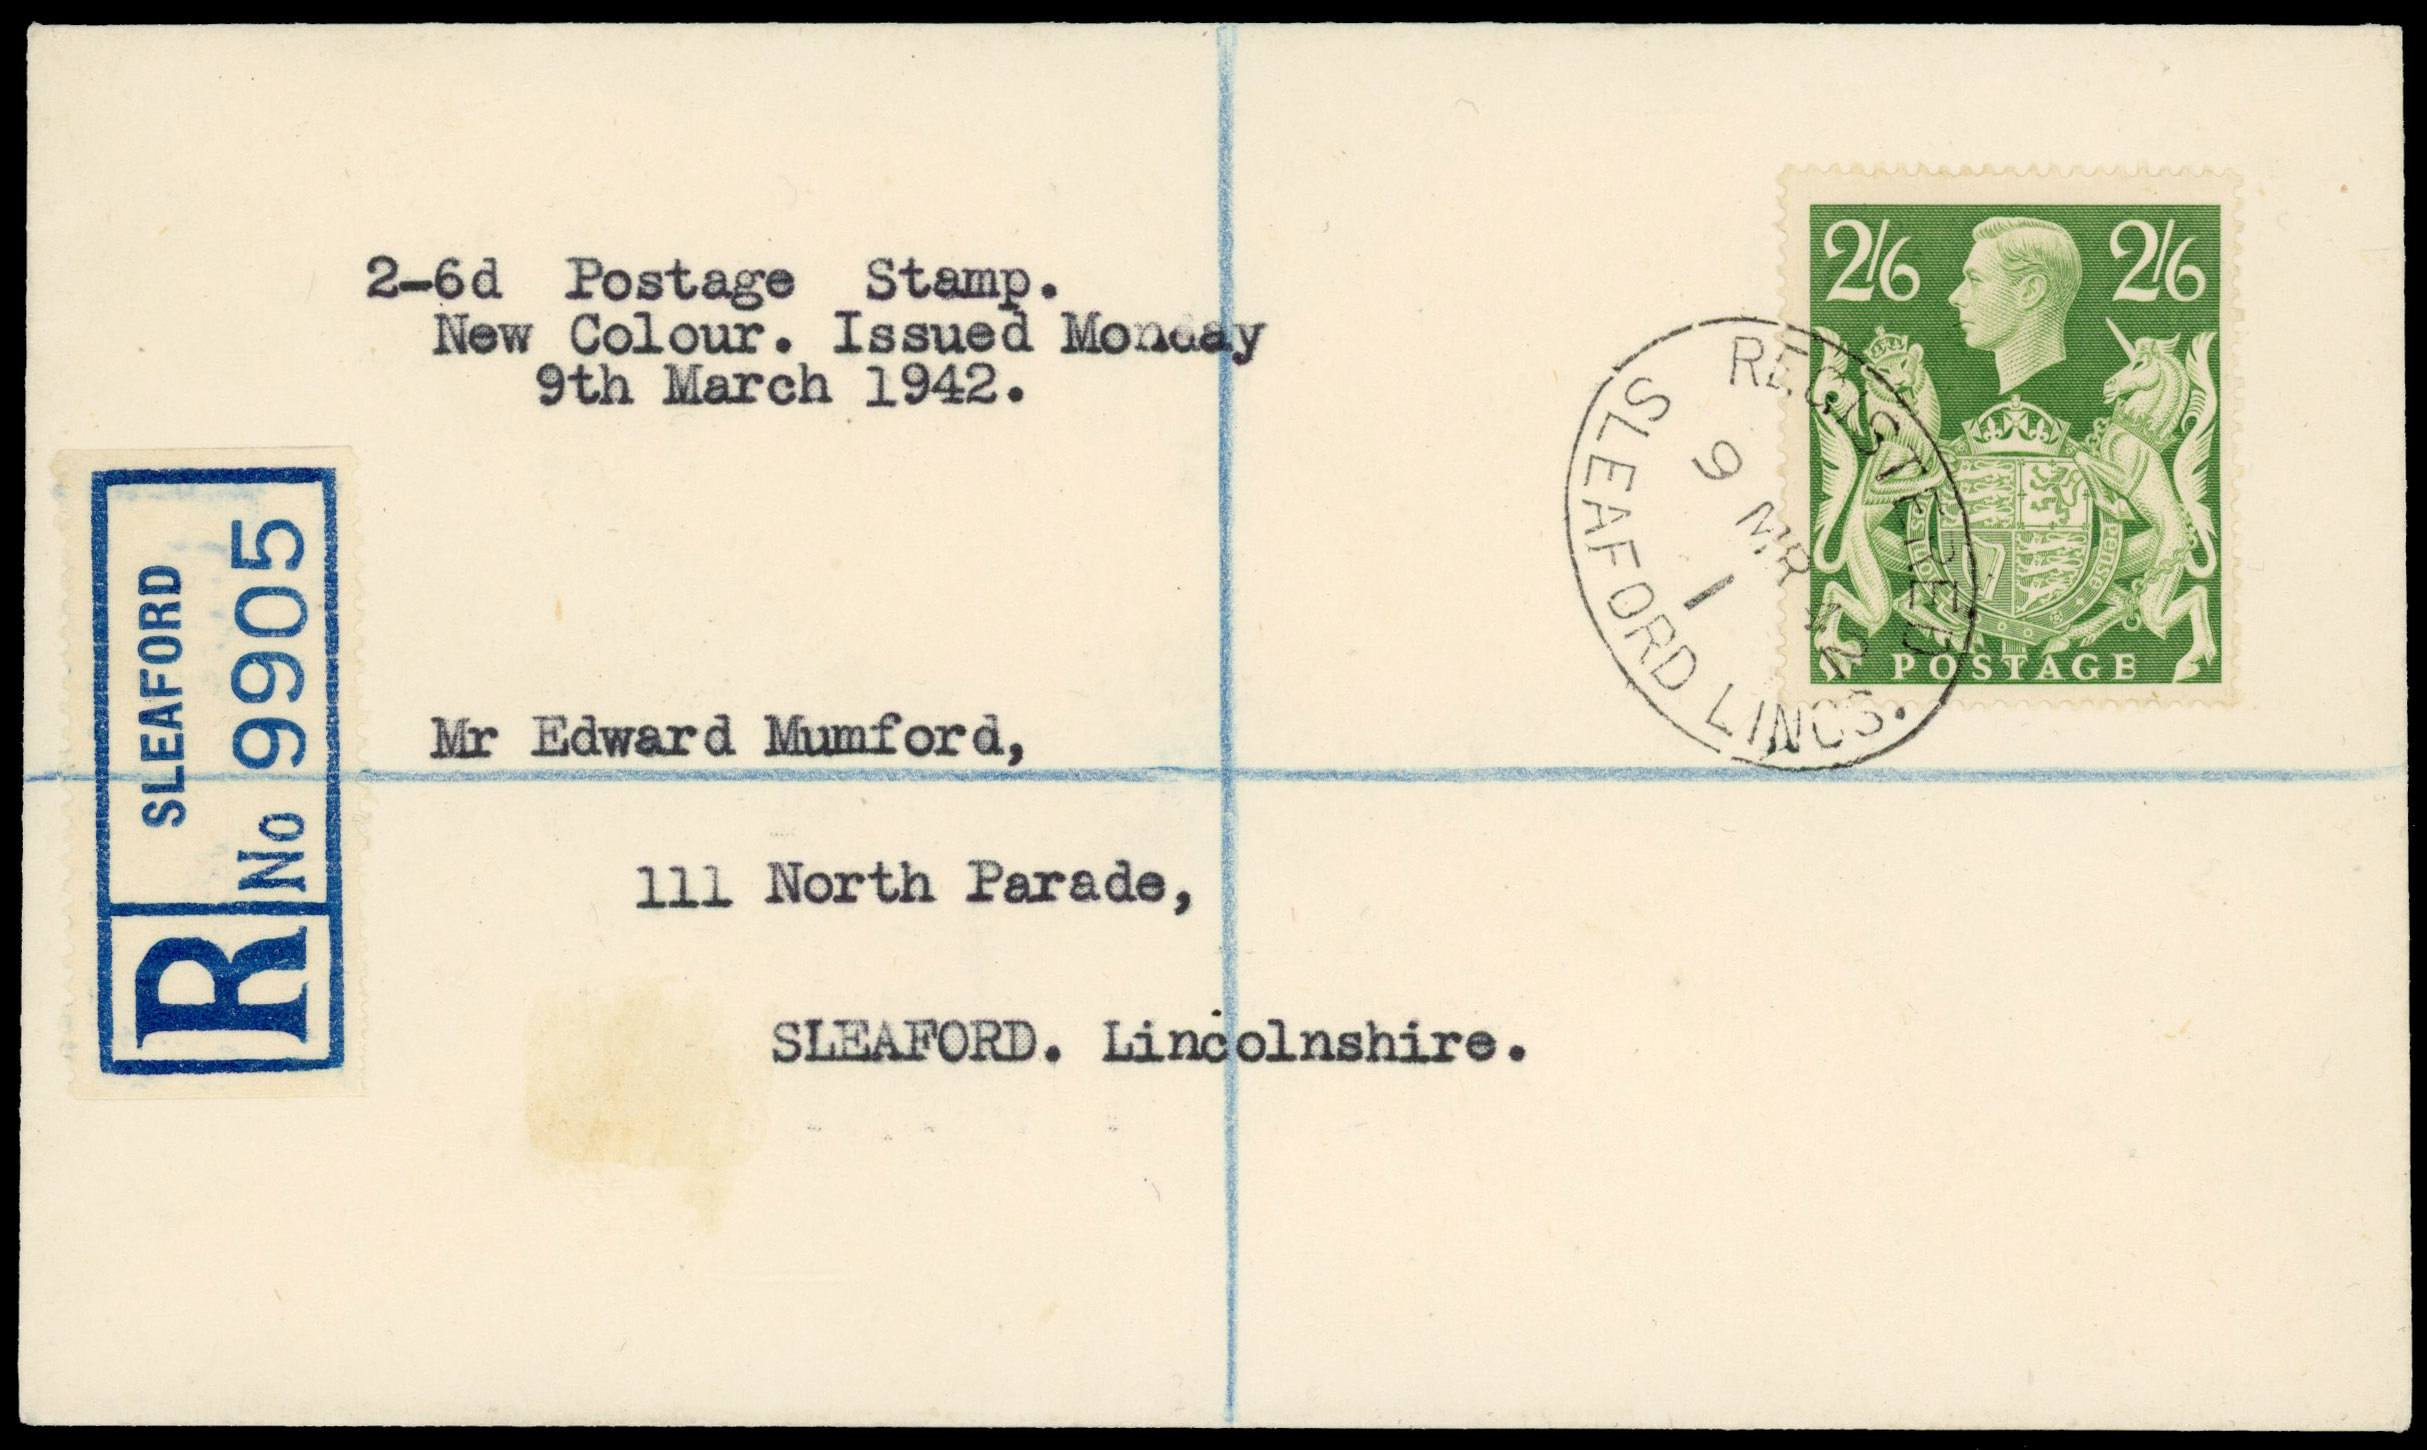 2-6d Postage Stamp.
New Colour. Issued Monday
9th March 1942.
2/6 2/6
POSTAGE
REGISTERED
9 MR 42
1
SLEAFORD LINCS.
SLEAFORD
R No 9905
Mr Edward Mumford,
111 North Parade,
SLEAFORD. Lincolnshire.